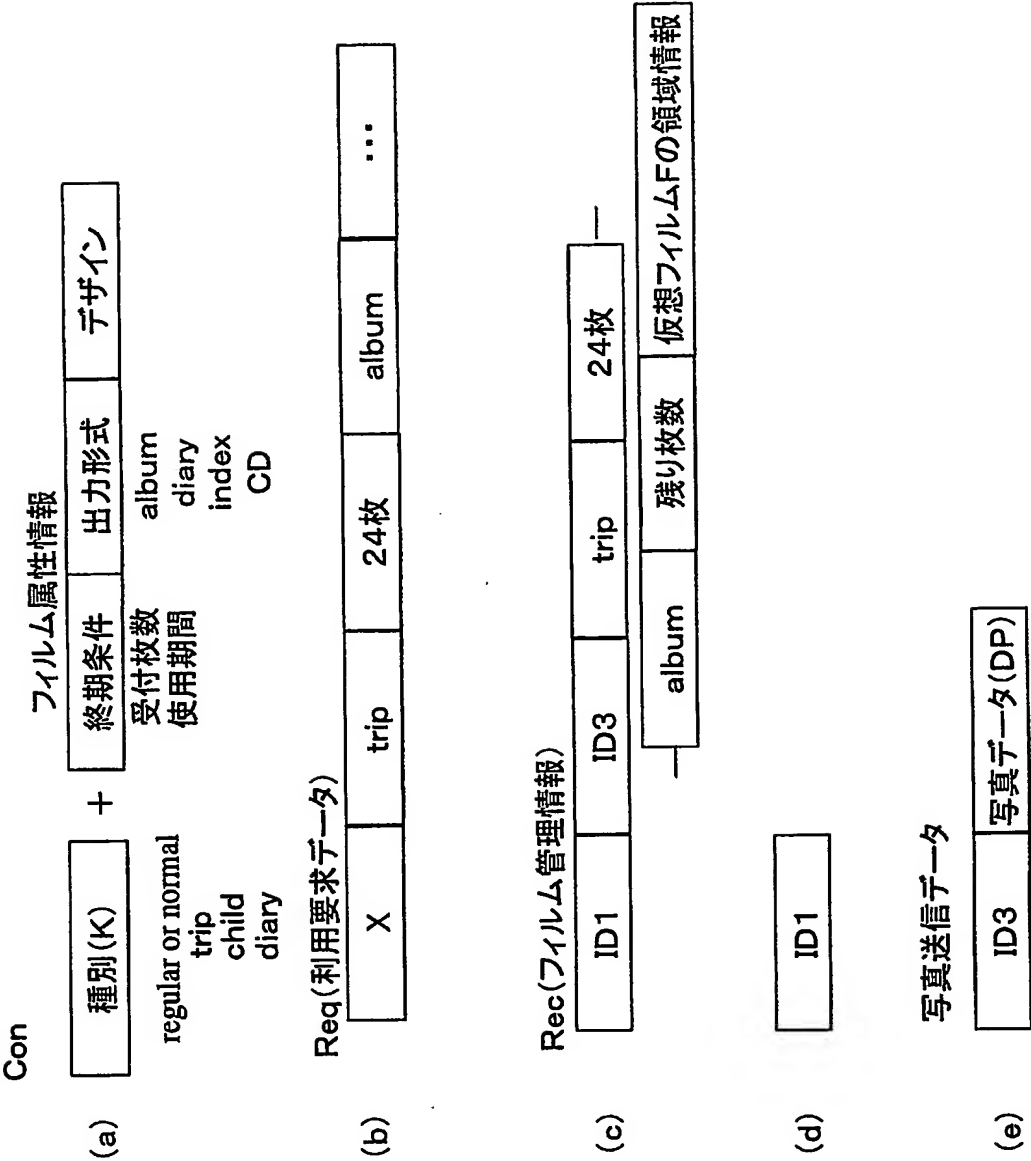 Con
フィルム属性情報
(a)
種別(K)
+
終期条件
出力形式
デザイン
regular or normal
trip
child
diary
受付枚数
使用期間
album
diary
index
CD
Req(利用要求データ)
(b)
X
trip
24枚
album
...
Rec(フィルム管理情報)
(c)
ID1
ID3
trip
24枚
album
残り枚数
仮想フィルムFの領域情報
(d)
ID1
写真送信データ
(e)
ID3
写真データ(DP)